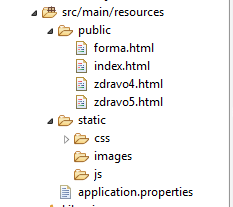 src/main/resources
public
forma.html
index.html
zdravo4.html
zdravo5.html
static
css
images
js
application.properties